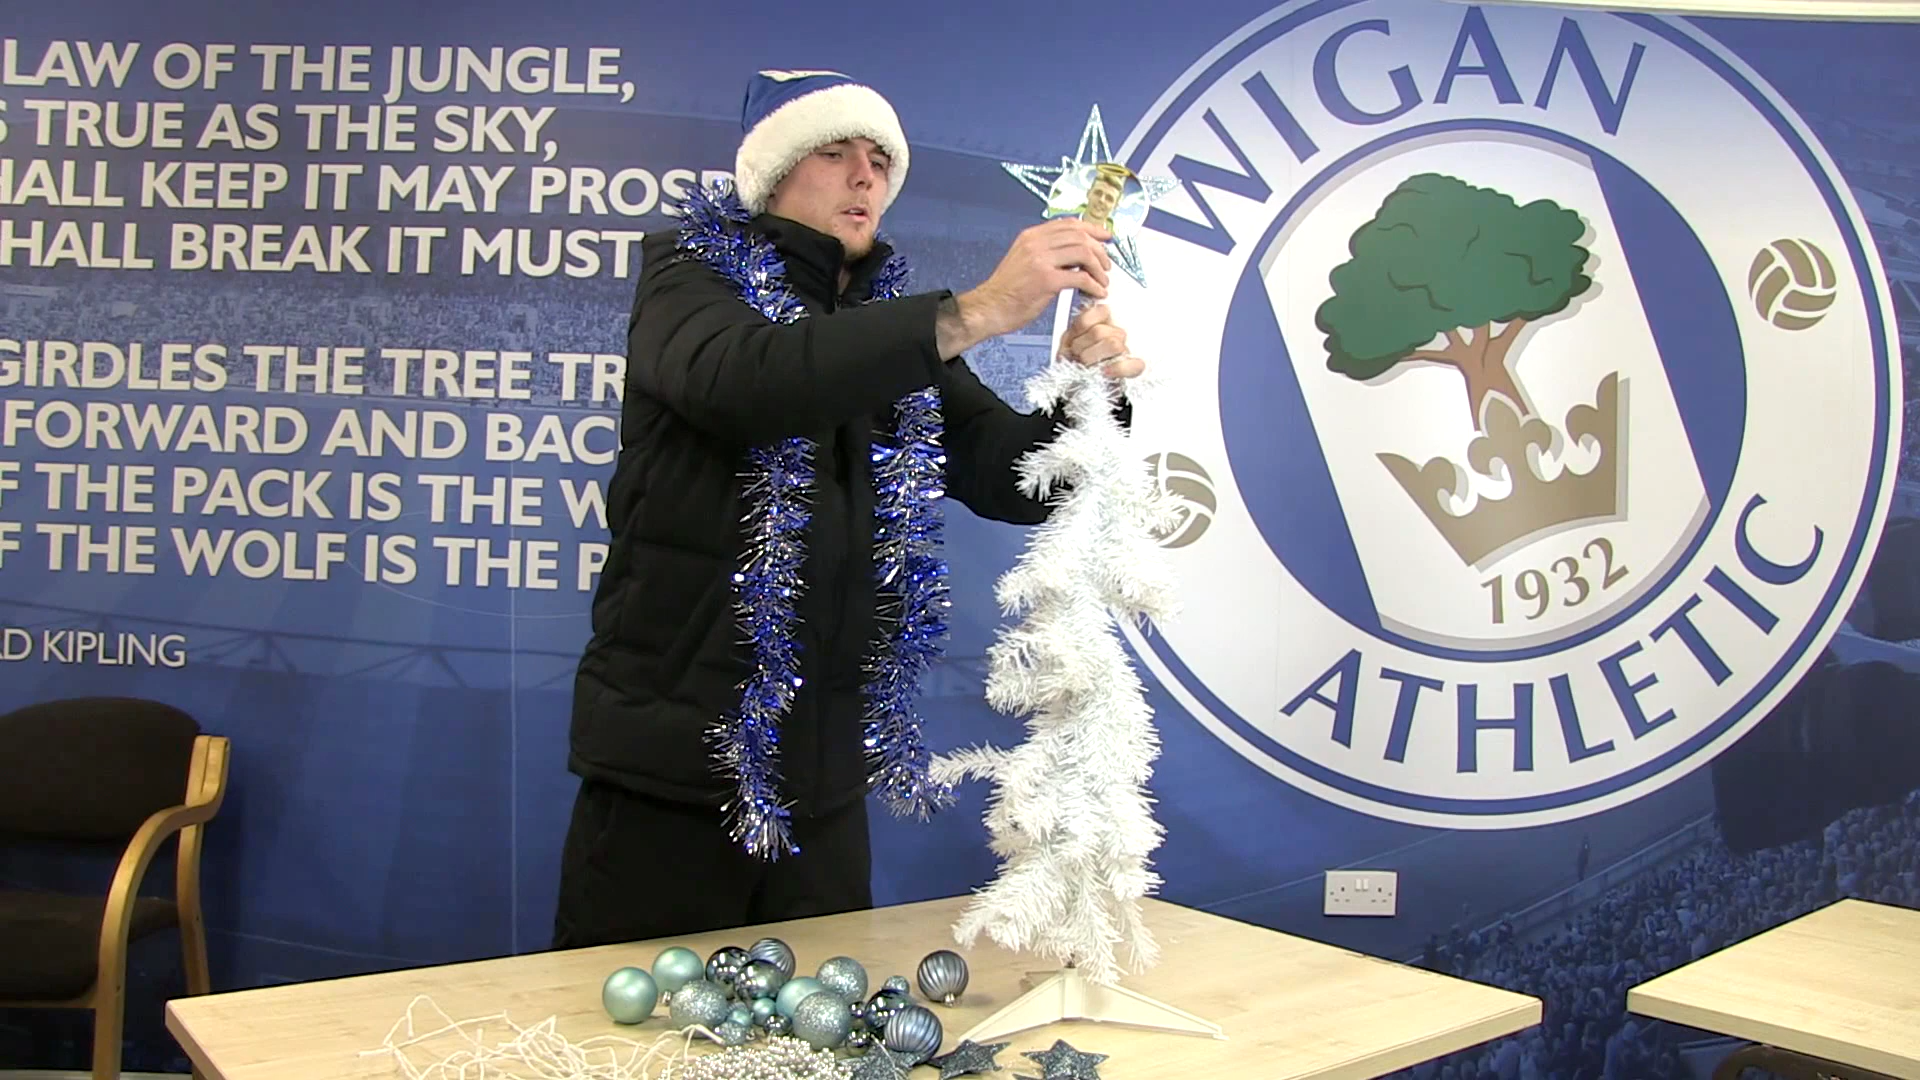 LAW OF THE JUNGLE,
S TRUE AS THE SKY,
HALL KEEP IT MAY PROSP
HALL BREAK IT MUST
GIRDLES THE TREE TR
FORWARD AND BAC
F THE PACK IS THE W
F THE WOLF IS THE P
RD KIPLING
WIGAN
1932
ATHLETIC